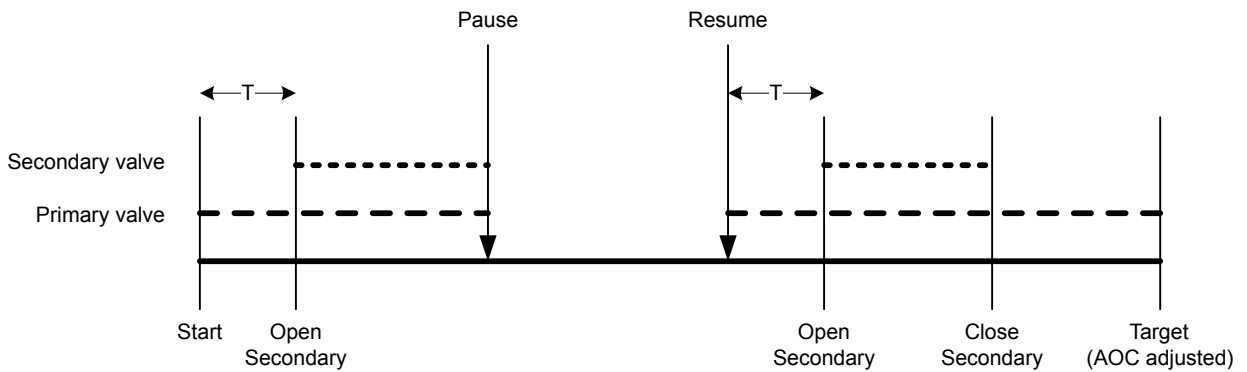 Pause
Resume
T
T
Secondary valve
Primary valve
Start
Open
Secondary
Open
Secondary
Close
Secondary
Target
(AOC adjusted)